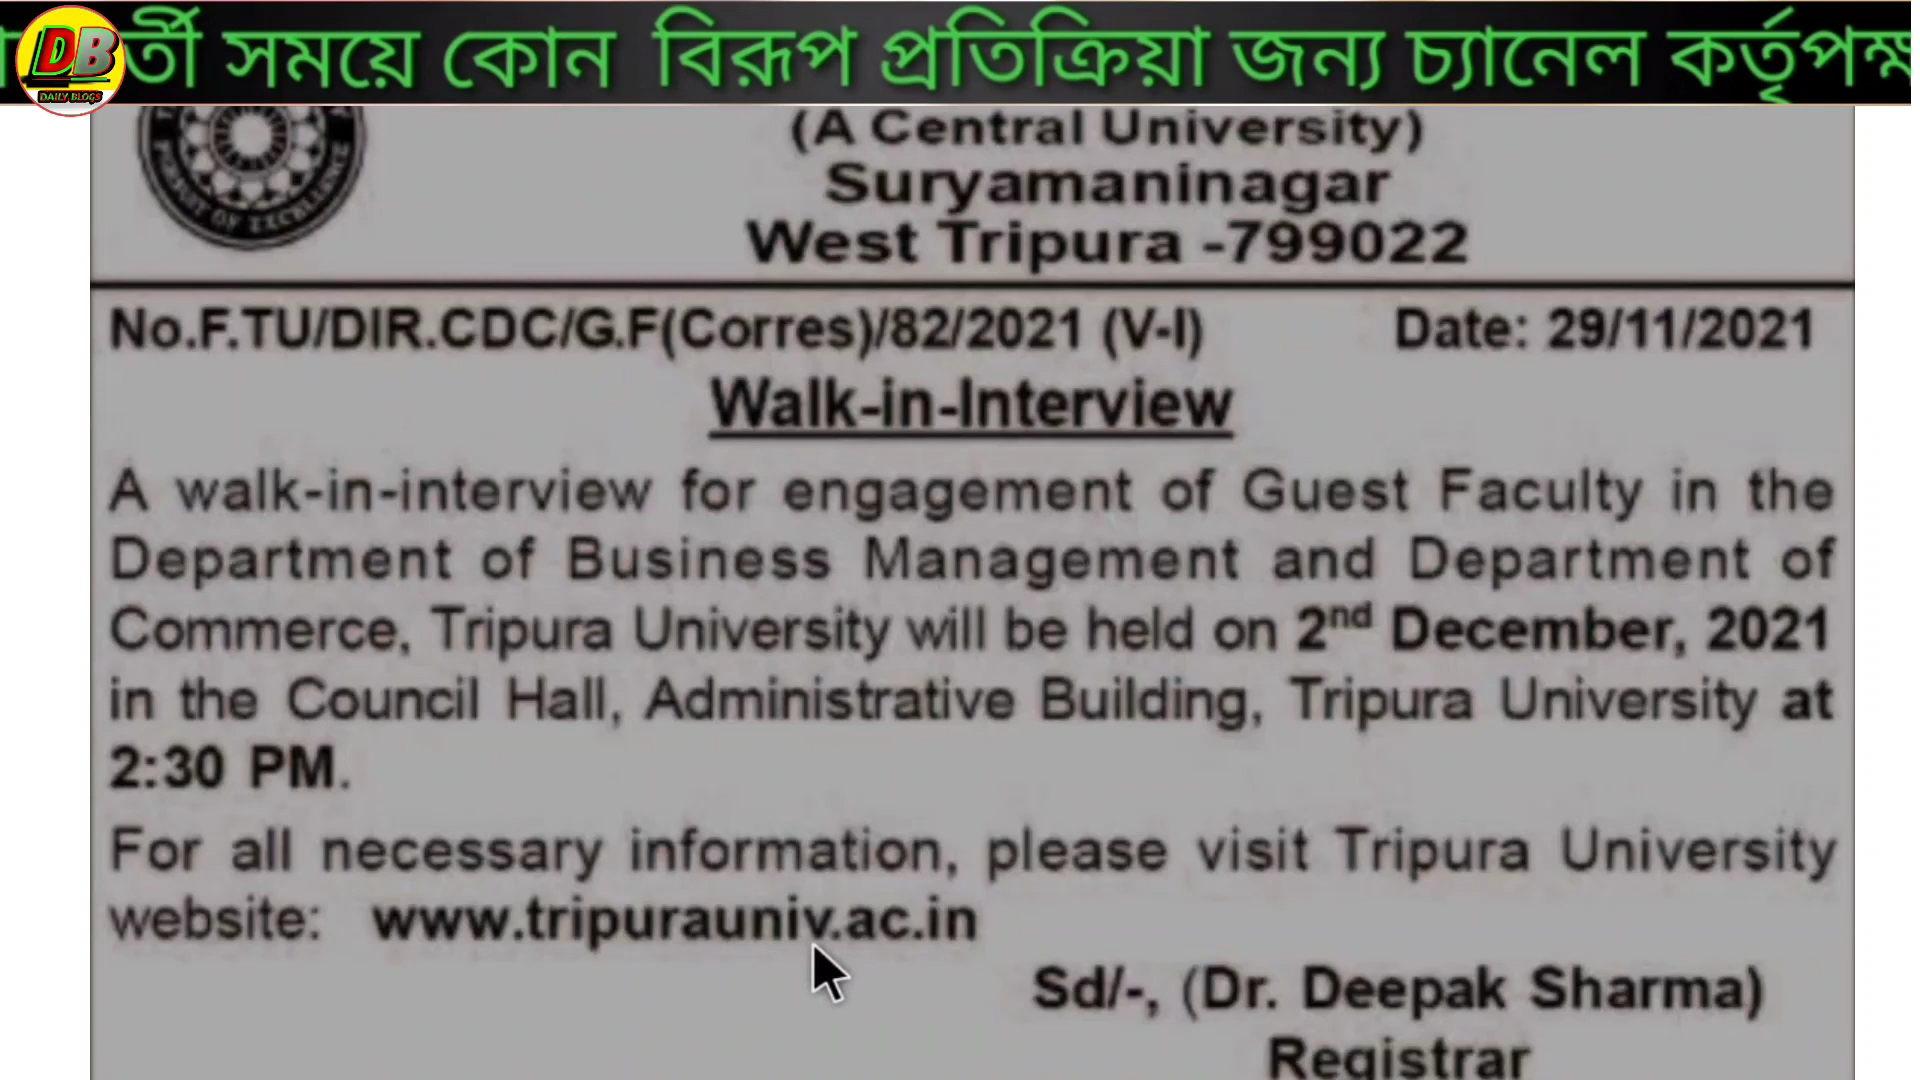 র্তী সময়ে কোন বিরূপ প্রতিক্রিয়া জন্য চ্যানেল কর্তৃপক্ষ
DB
DAILY BLOGS
(A Central University)
Suryamaninagar
West Tripura -799022
OF EXCELLENCE
No.F.TU/DIR.CDC/G.F(Corres)/82/2021 (V-I) Date: 29/11/2021
Walk-in-Interview
A walk-in-interview for engagement of Guest Faculty in the
Department of Business Management and Department of
Commerce, Tripura University will be held on 2nd December, 2021
in the Council Hall, Administrative Building, Tripura University at
2:30 PM.
For all necessary information, please visit Tripura University
website: www.tripurauniv.ac.in
Sd/-, (Dr. Deepak Sharma)
Registrar